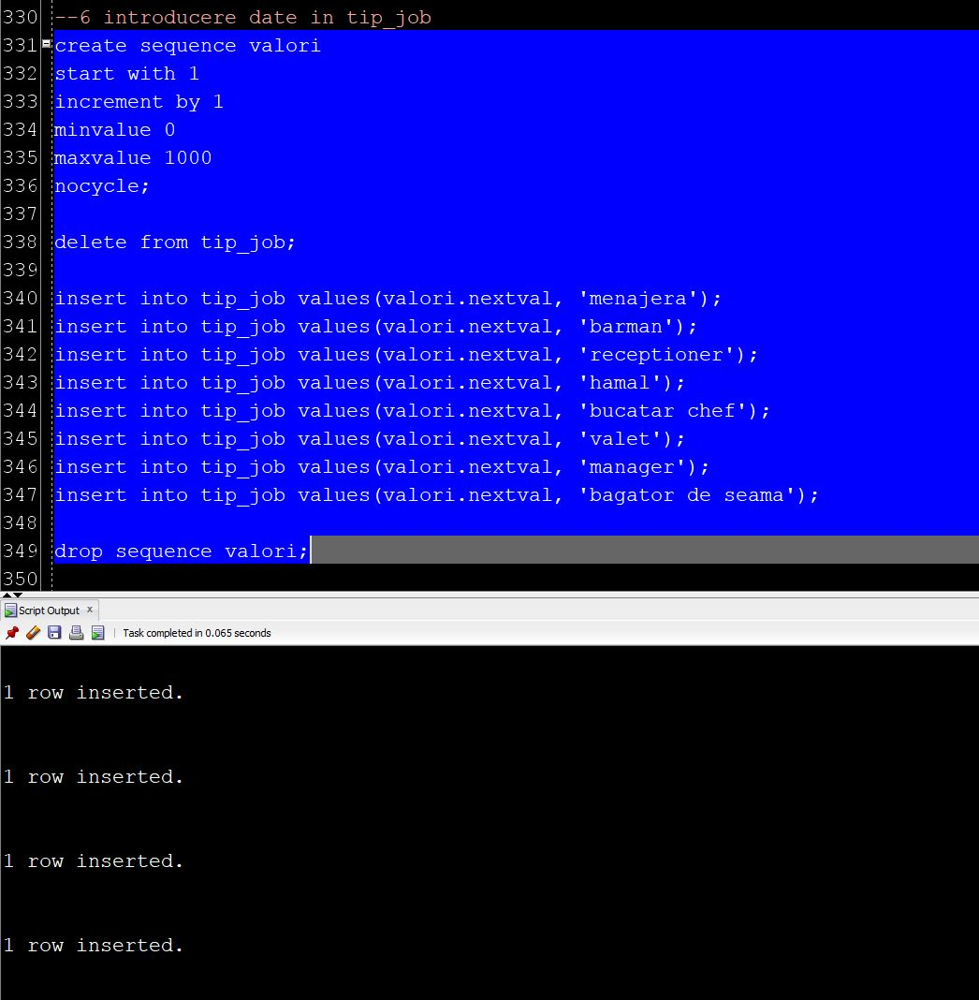 330 --6 introducere date in tip_job
331 create sequence valori
332 start with 1
333 increment by 1
334 minvalue 0
335 maxvalue 1000
336 nocycle;
337
338 delete from tip_job;
339
340 insert into tip_job values(valori.nextval, 'menajera');
341 insert into tip_job values(valori.nextval, 'barman');
342 insert into tip_job values(valori.nextval, 'receptioner');
343 insert into tip_job values(valori.nextval, 'hamal');
344 insert into tip_job values(valori.nextval, 'bucatar chef');
345 insert into tip_job values(valori.nextval, 'valet');
346 insert into tip_job values(valori.nextval, 'manager');
347 insert into tip_job values(valori.nextval, 'bagator de seama');
348
349 drop sequence valori;
350
Script Output x
Task completed in 0.065 seconds
1 row inserted.
1 row inserted.
1 row inserted.
1 row inserted.